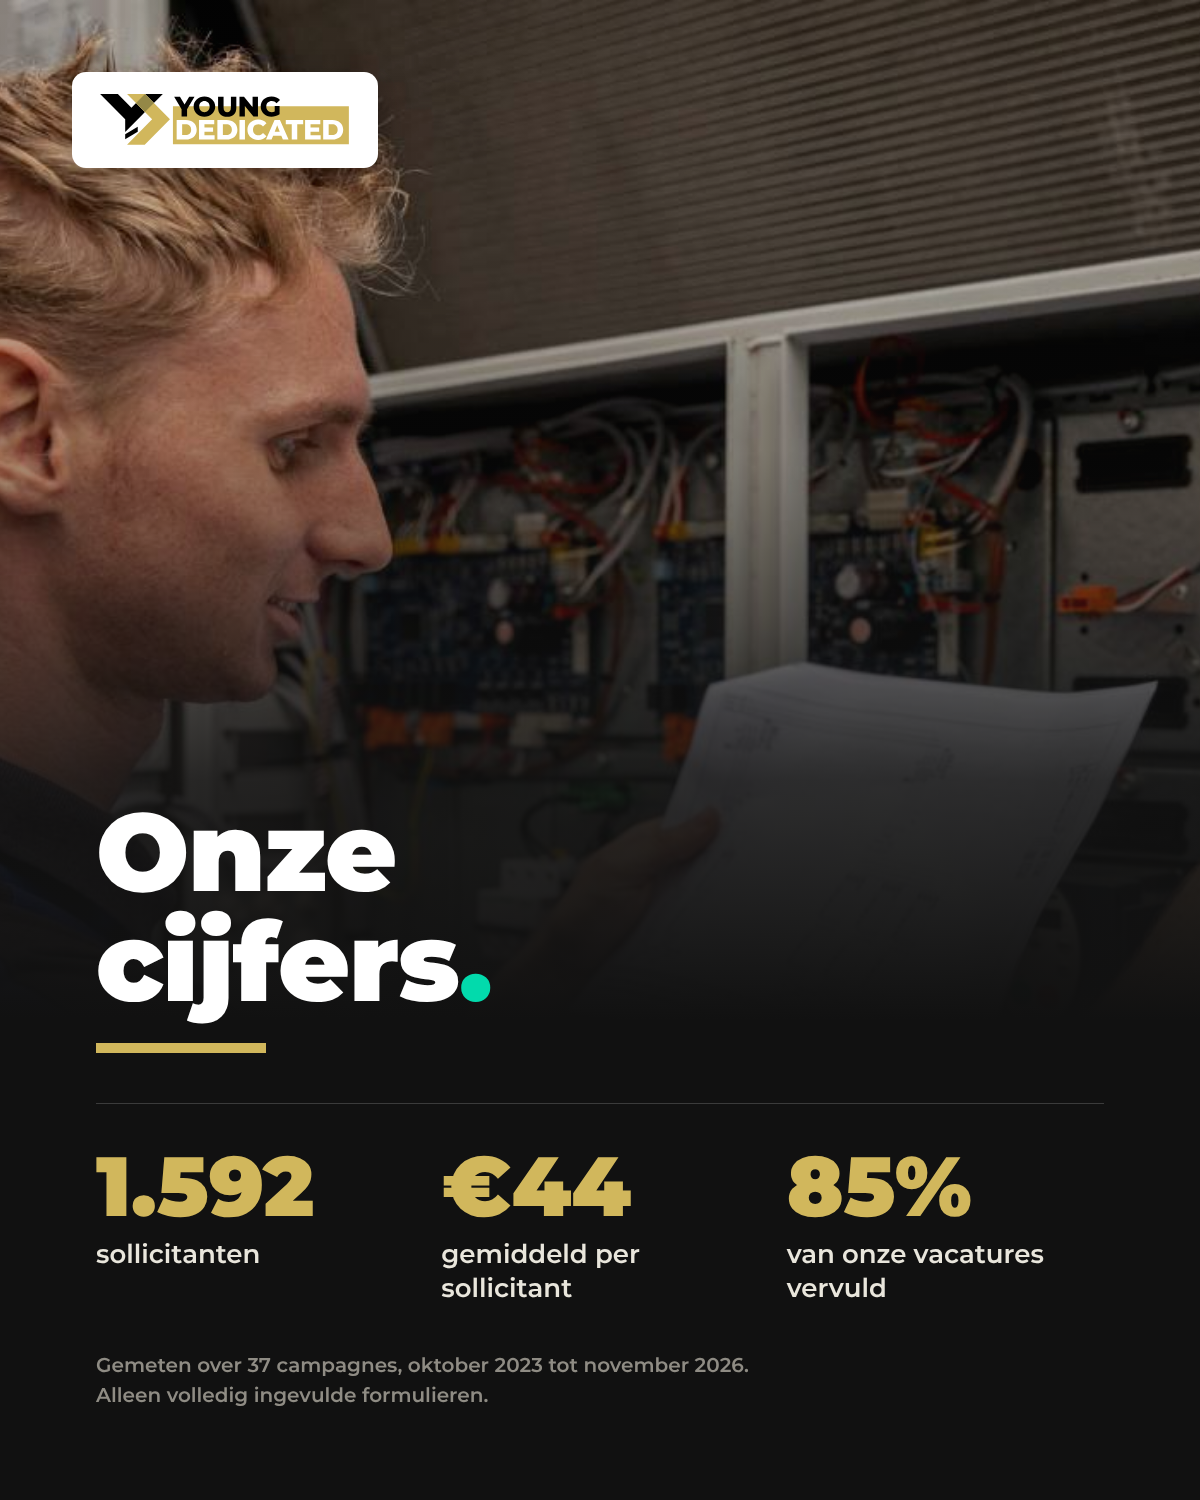 YOUNG
DEDICATED
Onze
cijfers.
1.592
sollicitanten
€44
gemiddeld per
sollicitant
85%
van onze vacatures
vervuld
Gemeten over 37 campagnes, oktober 2023 tot november 2026.
Alleen volledig ingevulde formulieren.